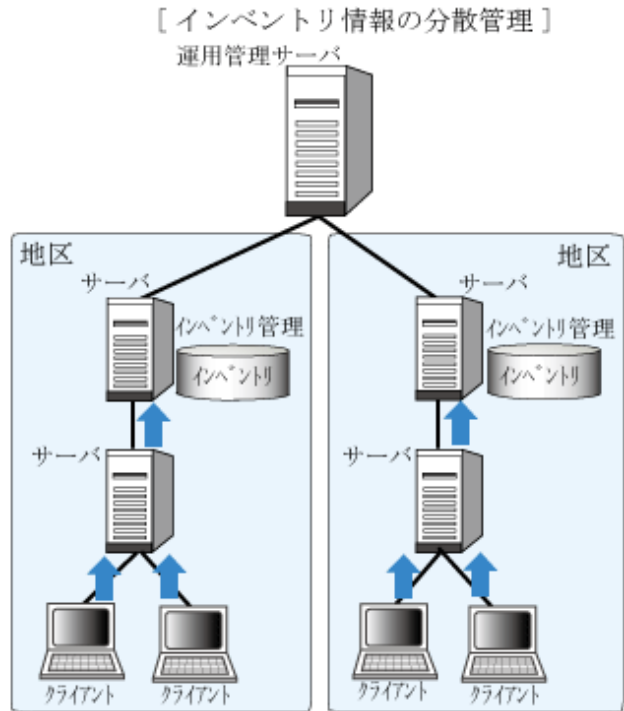 [ インベントリ情報の分散管理 ]
運用管理サーバ
地区
サーバ
インベントリ管理
インベントリ
サーバ
クライアント
クライアント
地区
サーバ
インベントリ管理
インベントリ
サーバ
クライアント
クライアント